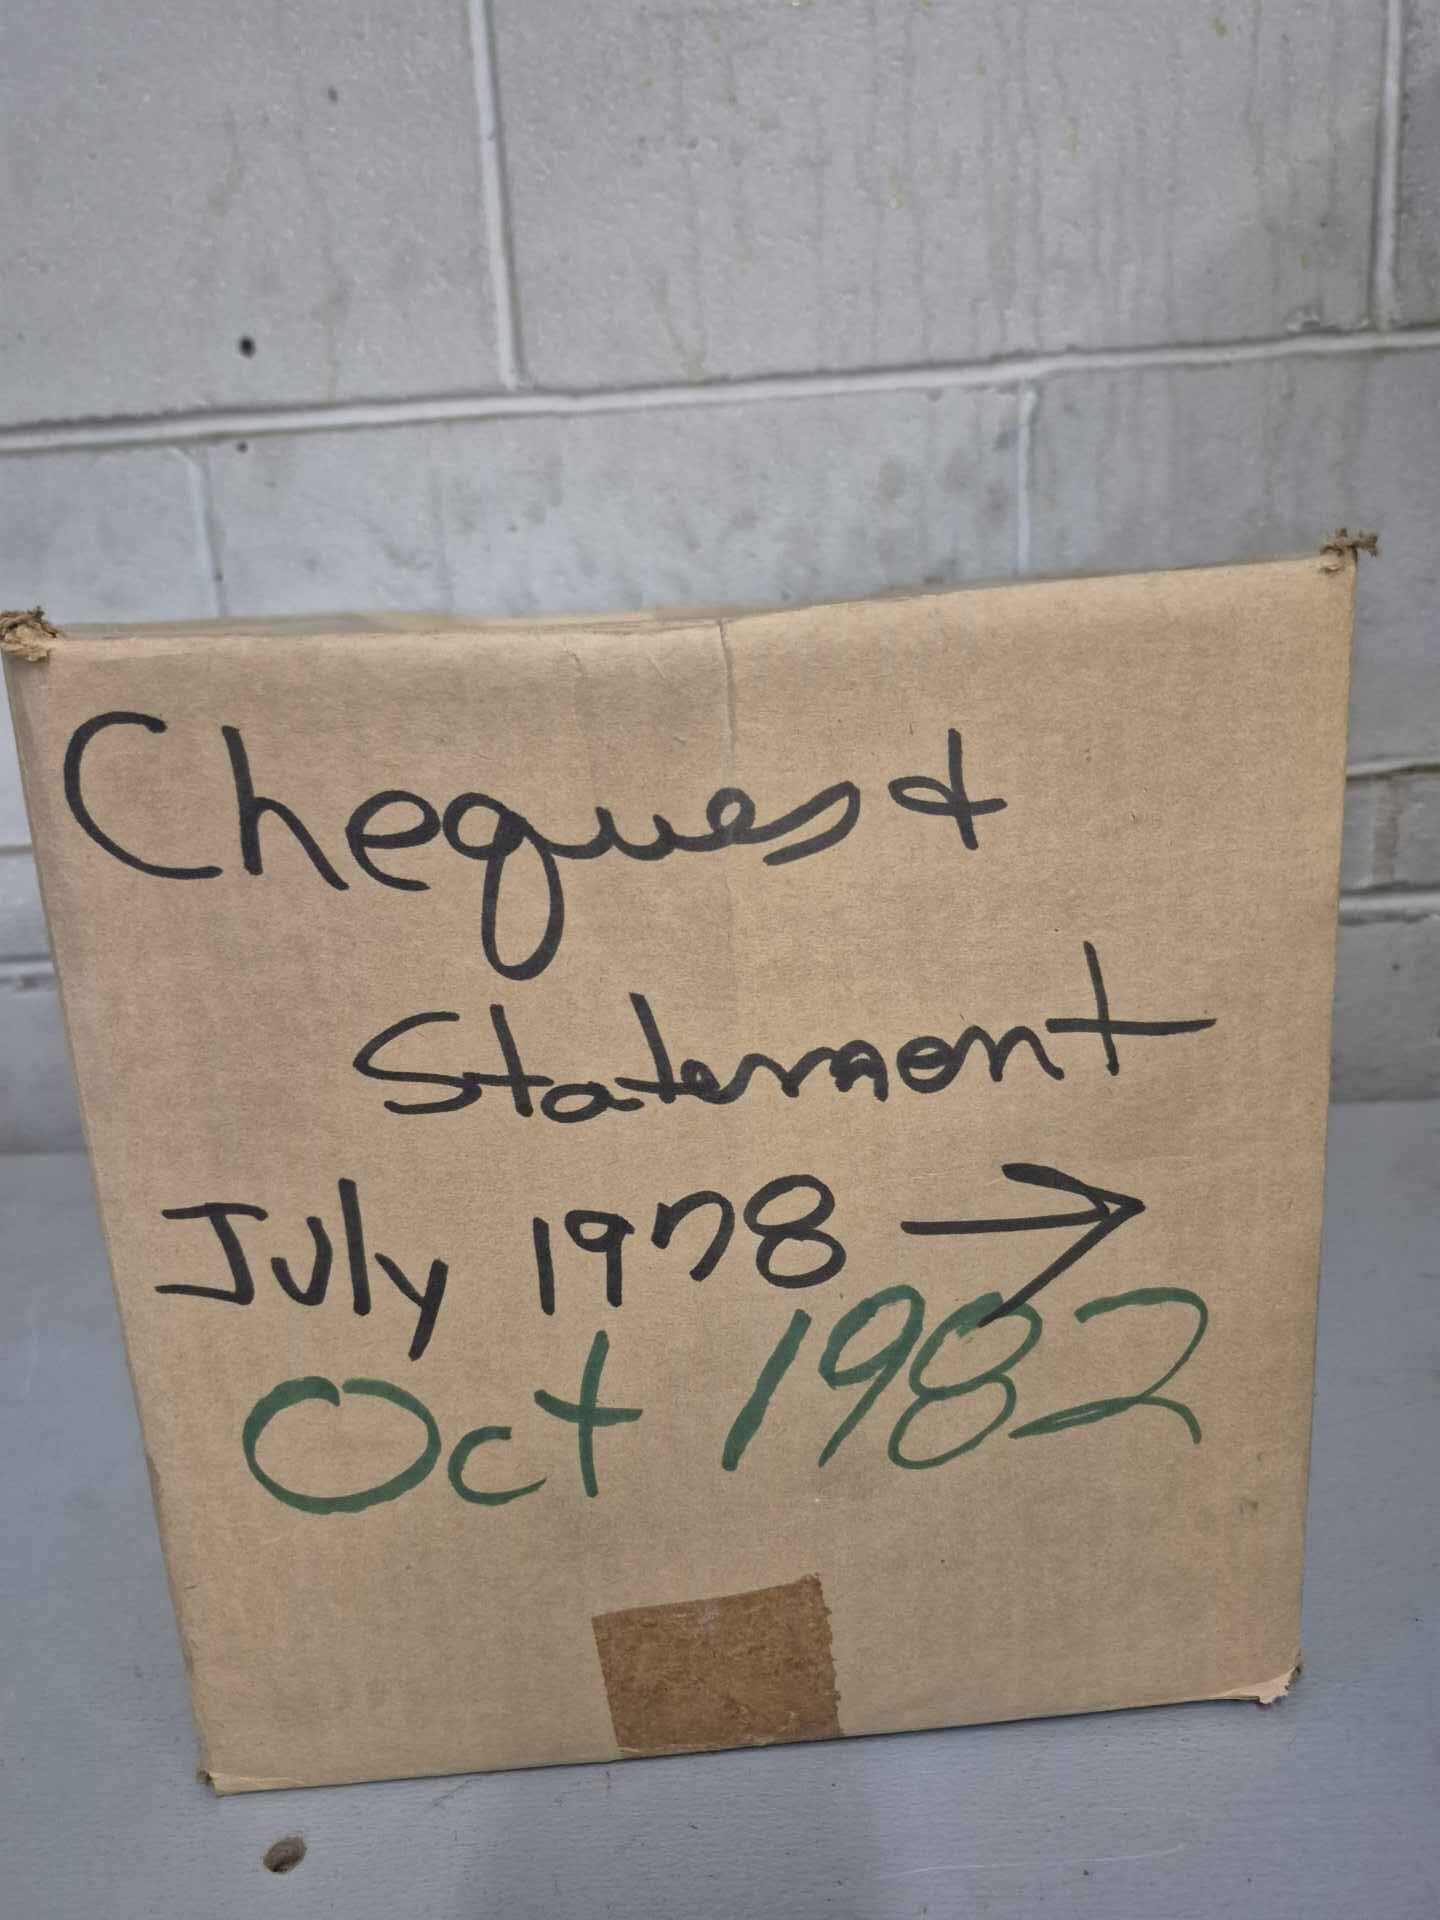 Cheques &
Statement
July 1978 →
Oct 1982